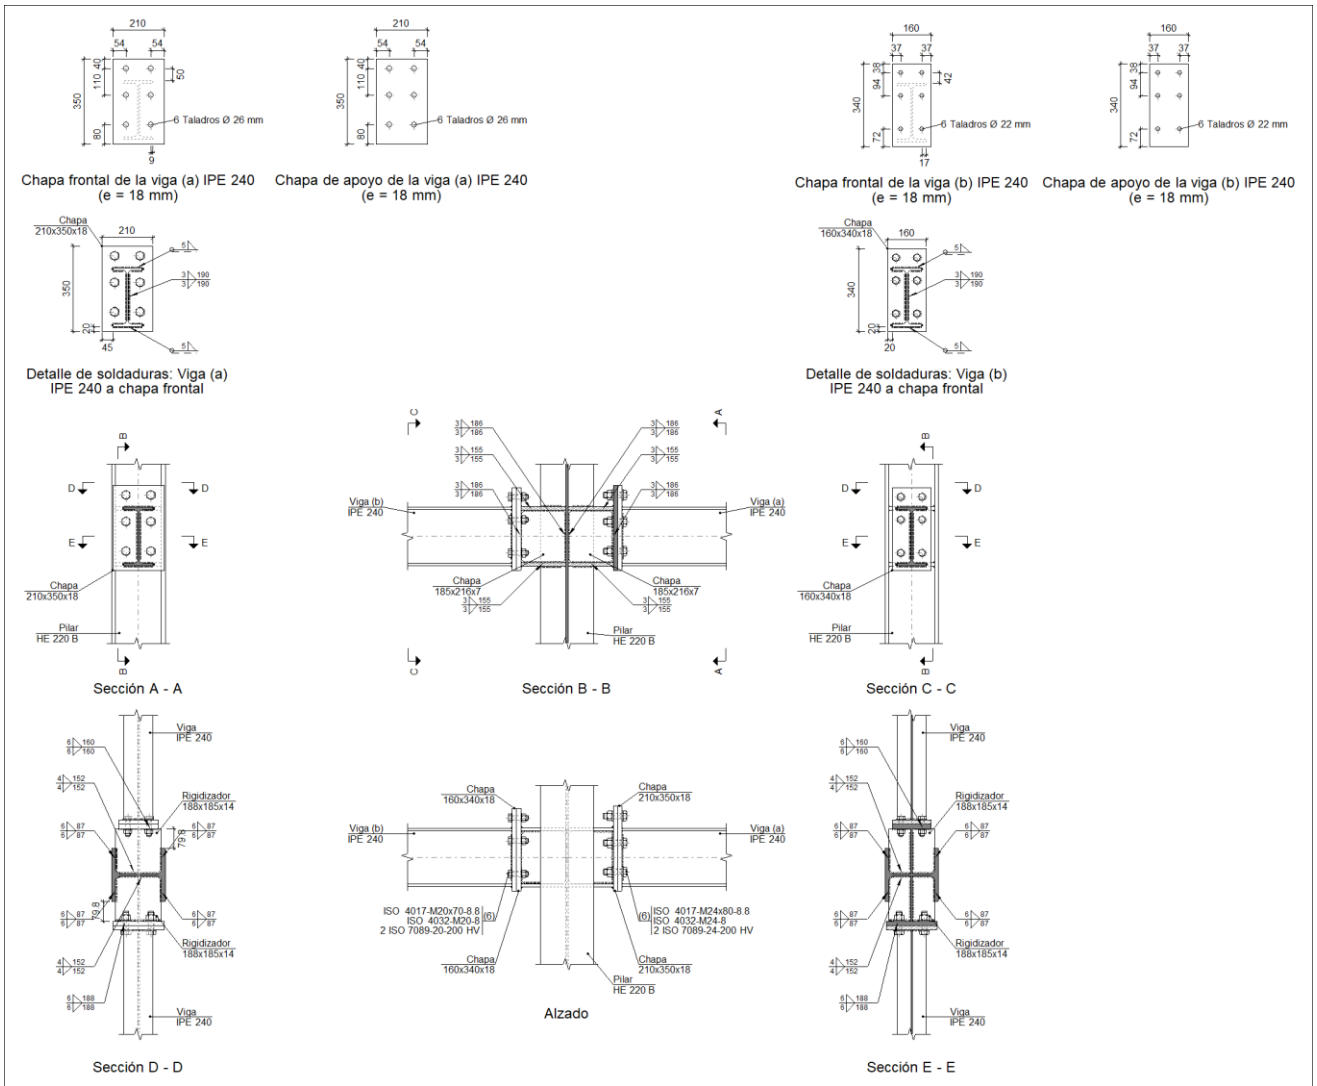 210
54 54
40
110
350
80
50
6 Taladros Ø 26 mm
9
Chapa frontal de la viga (a) IPE 240
(e = 18 mm)
210
54 54
40
110
350
80
6 Taladros Ø 26 mm
Chapa de apoyo de la viga (a) IPE 240
(e = 18 mm)
160
37 37
38
94
340
72
42
6 Taladros Ø 22 mm
17
Chapa frontal de la viga (b) IPE 240
(e = 18 mm)
160
37 37
38
94
340
72
6 Taladros Ø 22 mm
Chapa de apoyo de la viga (b) IPE 240
(e = 18 mm)
Chapa
210x350x18
210
350
5
3 190
3 190
20
45
5
Detalle de soldaduras: Viga (a)
IPE 240 a chapa frontal
Chapa
160x340x18
160
340
5
3 190
3 190
20
20
5
Detalle de soldaduras: Viga (b)
IPE 240 a chapa frontal
B
D D
E E
Chapa
210x350x18
Pilar
HE 220 B
B
Sección A - A
C A
3 186
3 186
3 155
3 155
3 186
3 186
3 186
3 186
3 155
3 155
3 186
3 186
Viga (b)
IPE 240
Viga (a)
IPE 240
Chapa
185x216x7
Chapa
185x216x7
3 155
3 155
3 155
3 155
Pilar
HE 220 B
C A
Sección B - B
B
D D
E E
Chapa
160x340x18
Pilar
HE 220 B
B
Sección C - C
Viga
IPE 240
6 160
6 160
4 152
4 152
Rigidizador
188x185x14
6 87
6 87
6 87
6 87
79.8
79.8
6 87
6 87
6 87
6 87
Rigidizador
188x185x14
4 152
4 152
6 188
6 188
Viga
IPE 240
Sección D - D
Chapa
160x340x18
Chapa
210x350x18
Viga (b)
IPE 240
Viga (a)
IPE 240
ISO 4017-M20x70-8.8
ISO 4032-M20-8
2 ISO 7089-20-200 HV
(6)
(6)
ISO 4017-M24x80-8.8
ISO 4032-M24-8
2 ISO 7089-24-200 HV
Chapa
160x340x18
Chapa
210x350x18
Pilar
HE 220 B
Alzado
Viga
IPE 240
6 160
6 160
4 152
4 152
Rigidizador
188x185x14
6 87
6 87
6 87
6 87
6 87
6 87
6 87
6 87
Rigidizador
188x185x14
4 152
4 152
6 188
6 188
Viga
IPE 240
Sección E - E